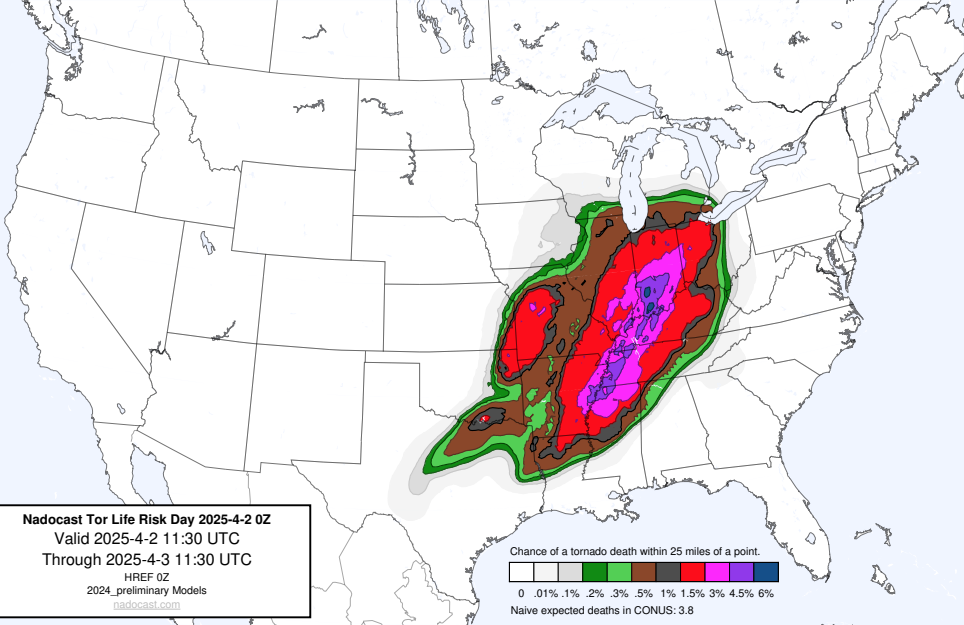 Nadocast Tor Life Risk Day 2025-4-2 0Z
Valid 2025-4-2 11:30 UTC
Through 2025-4-3 11:30 UTC
HREF 0Z
2024_preliminary Models
nadocast.com
Chance of a tornado death within 25 miles of a point.
0 .01% .1% .2% .3% .5% 1% 1.5% 3% 4.5% 6%
Naive expected deaths in CONUS: 3.8